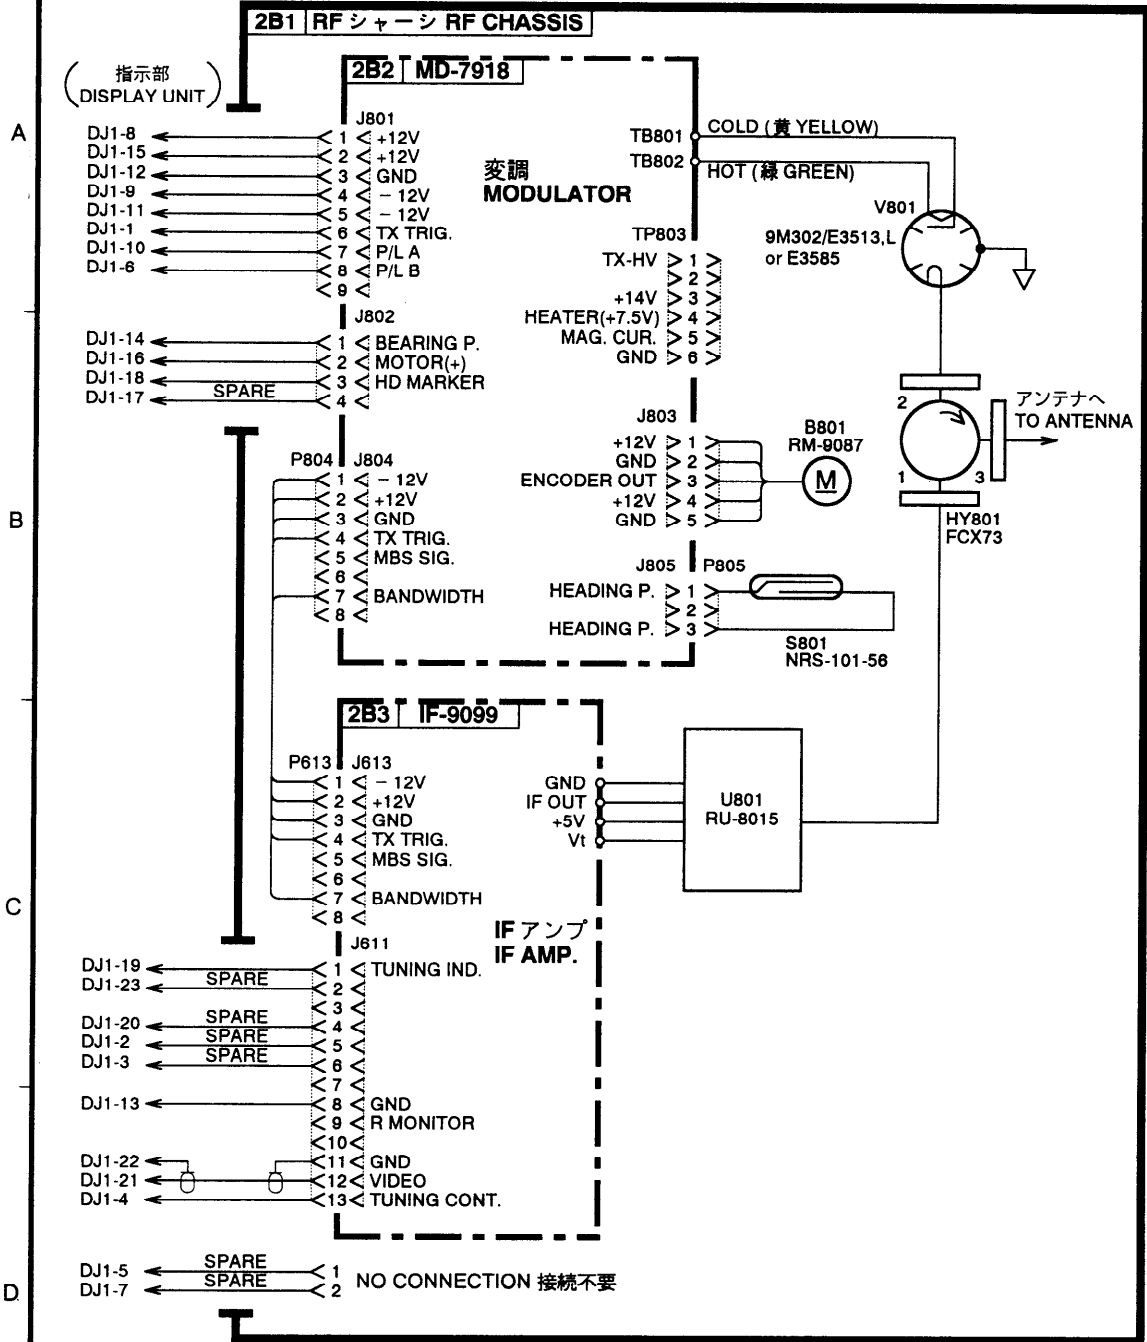 2B1 RF シャーシ RF CHASSIS
指示部
DISPLAY UNIT
2B2 MD-7918
A
J801
DJ1-8 1 +12V
DJ1-15 2 +12V
DJ1-12 3 GND
DJ1-9 4 －12V
DJ1-11 5 －12V
DJ1-1 6 TX TRIG.
DJ1-10 7 P/L A
DJ1-6 8 P/L B
9
変調
MODULATOR
TB801 COLD (黄 YELLOW)
TB802 HOT (緑 GREEN)
V801
9M302/E3513,L
or E3585
TP803
TX-HV 1
2
+14V 3
HEATER(+7.5V) 4
MAG. CUR. 5
GND 6
J802
DJ1-14 1 BEARING P.
DJ1-16 2 MOTOR(+)
DJ1-18 3 HD MARKER
DJ1-17 SPARE 4
2
アンテナへ
TO ANTENNA
1 3
HY801
FCX73
J803
+12V 1
GND 2
ENCODER OUT 3
+12V 4
GND 5
B801
RM-9087
M
B
P804 J804
1 －12V
2 +12V
3 GND
4 TX TRIG.
5 MBS SIG.
6
7 BANDWIDTH
8
J805 P805
HEADING P. 1
2
HEADING P. 3
S801
NRS-101-56
2B3 IF-9099
P613 J613
1 －12V
2 +12V
3 GND
4 TX TRIG.
5 MBS SIG.
6
7 BANDWIDTH
8
GND
IF OUT
+5V
Vt
U801
RU-8015
C
IF アンプ
IF AMP.
J611
DJ1-19 1 TUNING IND.
DJ1-23 SPARE 2
3
DJ1-20 SPARE 4
DJ1-2 SPARE 5
DJ1-3 SPARE 6
7
DJ1-13 8 GND
9 R MONITOR
10
DJ1-22 11 GND
DJ1-21 12 VIDEO
DJ1-4 13 TUNING CONT.
D
DJ1-5 SPARE 1
DJ1-7 SPARE 2
NO CONNECTION 接続不要